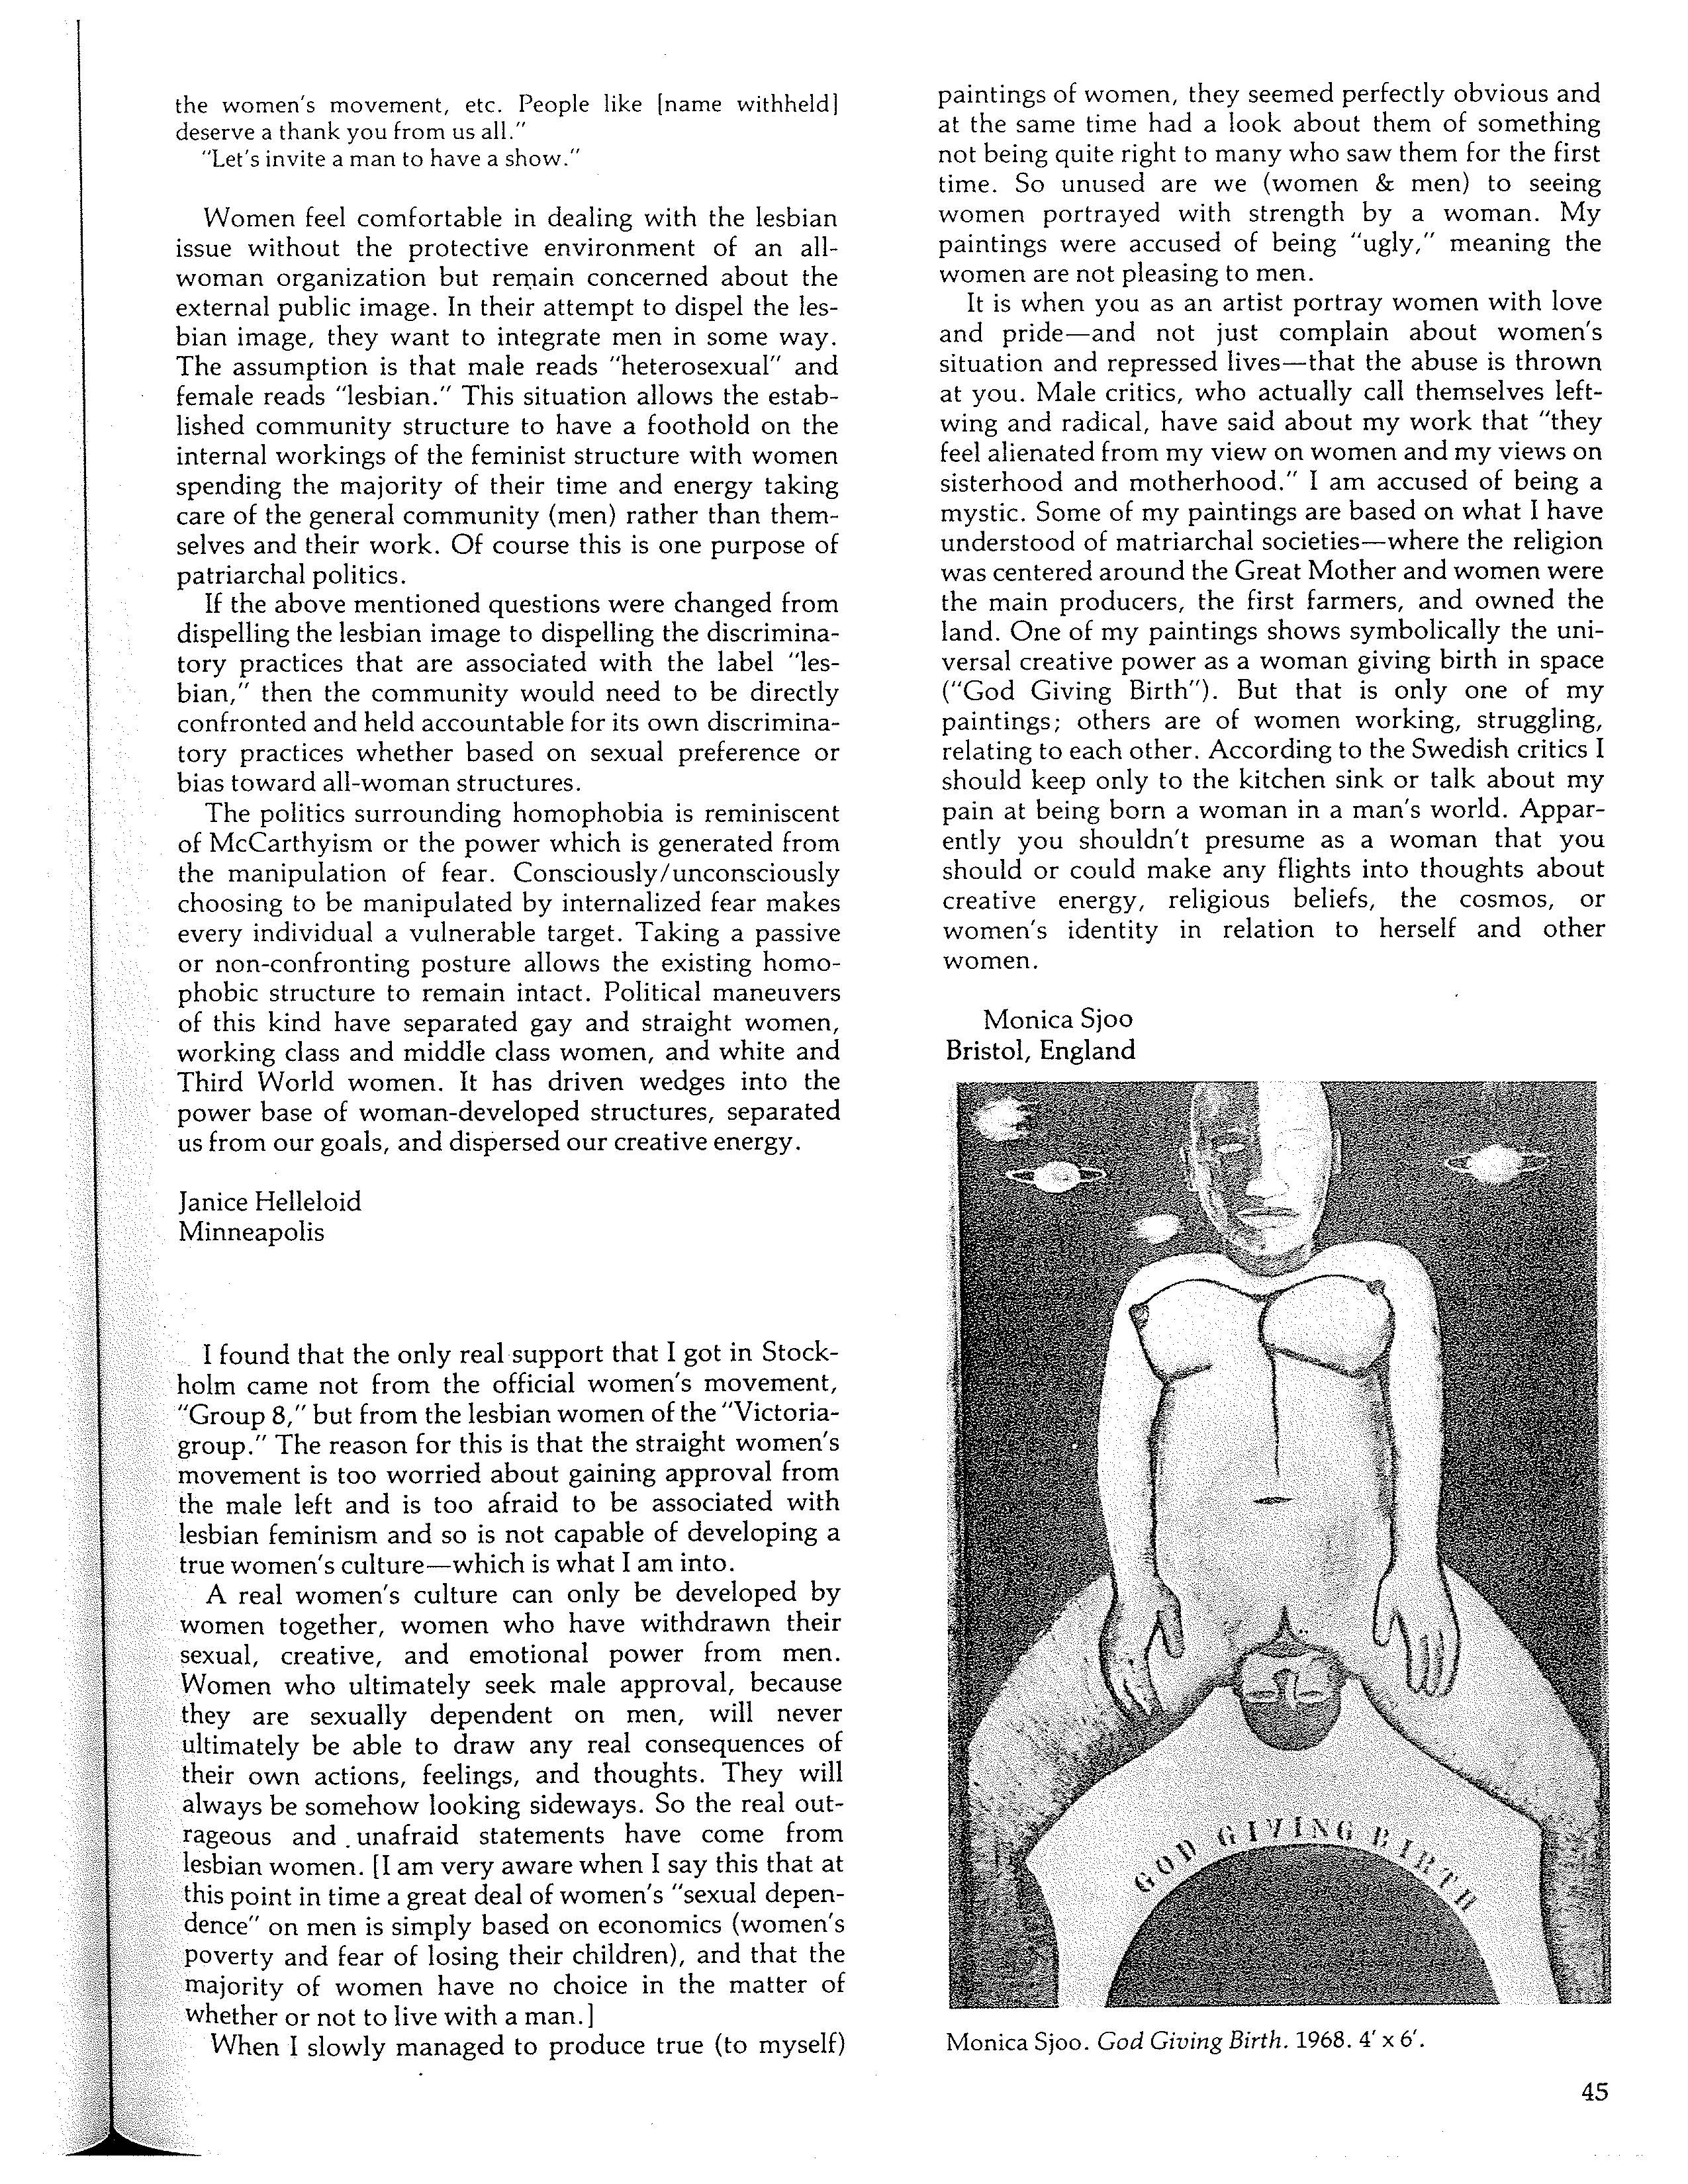 the women's movement, etc. People like [name withheld]
deserve a thank you from us all."
"Let's invite a man to have a show."
Women feel comfortable in dealing with the lesbian
issue without the protective environment of an all-
woman organization but remain concerned about the
external public image. In their attempt to dispel the les-
bian image, they want to integrate men in some way.
The assumption is that male reads "heterosexual" and
female reads "lesbian." This situation allows the estab-
lished community structure to have a foothold on the
internal workings of the feminist structure with women
spending the majority of their time and energy taking
care of the general community (men) rather than them-
selves and their work. Of course this is one purpose of
patriarchal politics.
If the above mentioned questions were changed from
dispelling the lesbian image to dispelling the discrimina-
tory practices that are associated with the label "les-
bian," then the community would need to be directly
confronted and held accountable for its own discrimina-
tory practices whether based on sexual preference or
bias toward all-woman structures.
The politics surrounding homophobia is reminiscent
of McCarthyism or the power which is generated from
the manipulation of fear. Consciously/unconsciously
choosing to be manipulated by internalized fear makes
every individual a vulnerable target. Taking a passive
or non-confronting posture allows the existing homo-
phobic structure to remain intact. Political maneuvers
of this kind have separated gay and straight women,
working class and middle class women, and white and
Third World women. It has driven wedges into the
power base of woman-developed structures, separated
us from our goals, and dispersed our creative energy.
Janice Helleloid
Minneapolis
I found that the only real support that I got in Stock-
holm came not from the official women's movement,
"Group 8," but from the lesbian women of the "Victoria-
group." The reason for this is that the straight women's
movement is too worried about gaining approval from
the male left and is too afraid to be associated with
lesbian feminism and so is not capable of developing a
true women's culture—which is what I am into.
A real women's culture can only be developed by
women together, women who have withdrawn their
sexual, creative, and emotional power from men.
Women who ultimately seek male approval, because
they are sexually dependent on men, will never
ultimately be able to draw any real consequences of
their own actions, feelings, and thoughts. They will
always be somehow looking sideways. So the real out-
rageous and unafraid statements have come from
lesbian women. [I am very aware when I say this that at
this point in time a great deal of women's "sexual depen-
dence" on men is simply based on economics (women's
poverty and fear of losing their children), and that the
majority of women have no choice in the matter of
whether or not to live with a man.]
When I slowly managed to produce true (to myself)
paintings of women, they seemed perfectly obvious and
at the same time had a look about them of something
not being quite right to many who saw them for the first
time. So unused are we (women & men) to seeing
women portrayed with strength by a woman. My
paintings were accused of being "ugly," meaning the
women are not pleasing to men.
It is when you as an artist portray women with love
and pride—and not just complain about women's
situation and repressed lives—that the abuse is thrown
at you. Male critics, who actually call themselves left-
wing and radical, have said about my work that "they
feel alienated from my view on women and my views on
sisterhood and motherhood." I am accused of being a
mystic. Some of my paintings are based on what I have
understood of matriarchal societies—where the religion
was centered around the Great Mother and women were
the main producers, the first farmers, and owned the
land. One of my paintings shows symbolically the uni-
versal creative power as a woman giving birth in space
("God Giving Birth"). But that is only one of my
paintings; others are of women working, struggling,
relating to each other. According to the Swedish critics I
should keep only to the kitchen sink or talk about my
pain at being born a woman in a man's world. Appar-
ently you shouldn't presume as a woman that you
should or could make any flights into thoughts about
creative energy, religious beliefs, the cosmos, or
women's identity in relation to herself and other
women.
Monica Sjoo
Bristol, England
GOD GIVING BIRTH
Monica Sjoo. God Giving Birth. 1968. 4' x 6'.
45